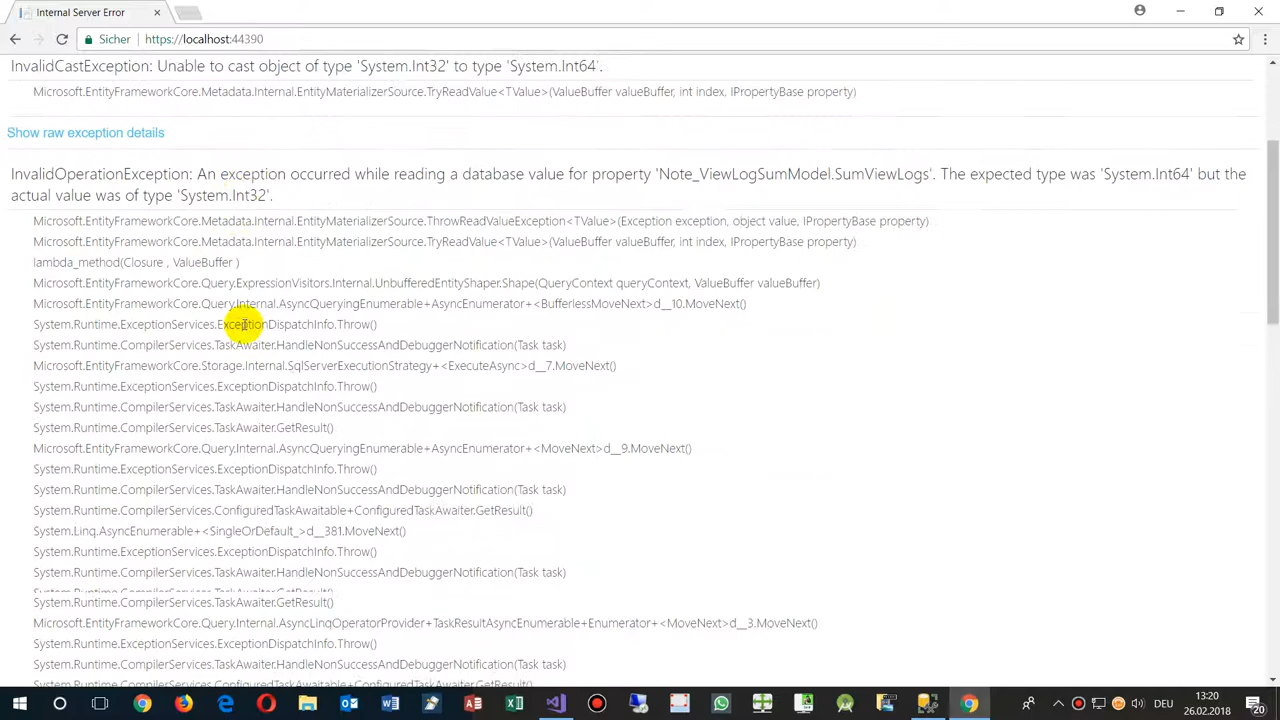 Internal Server Error
Sicher https://localhost:44390
InvalidCastException: Unable to cast object of type 'System.Int32' to type 'System.Int64'.
Microsoft.EntityFrameworkCore.Metadata.Internal.EntityMaterializerSource.TryReadValue<TValue>(ValueBuffer valueBuffer, int index, IPropertyBase property)
Show raw exception details
InvalidOperationException: An exception occurred while reading a database value for property 'Note_ViewLogSumModel.SumViewLogs'. The expected type was 'System.Int64' but the
actual value was of type 'System.Int32'.
Microsoft.EntityFrameworkCore.Metadata.Internal.EntityMaterializerSource.ThrowReadValueException<TValue>(Exception exception, object value, IPropertyBase property)
Microsoft.EntityFrameworkCore.Metadata.Internal.EntityMaterializerSource.TryReadValue<TValue>(ValueBuffer valueBuffer, int index, IPropertyBase property)
lambda_method(Closure , ValueBuffer )
Microsoft.EntityFrameworkCore.Query.ExpressionVisitors.Internal.UnbufferedEntityShaper.Shape(QueryContext queryContext, ValueBuffer valueBuffer)
Microsoft.EntityFrameworkCore.Query.Internal.AsyncQueryingEnumerable+AsyncEnumerator+<BufferlessMoveNext>d__10.MoveNext()
System.Runtime.ExceptionServices.ExceptionDispatchInfo.Throw()
System.Runtime.CompilerServices.TaskAwaiter.HandleNonSuccessAndDebuggerNotification(Task task)
Microsoft.EntityFrameworkCore.Storage.Internal.SqlServerExecutionStrategy+<ExecuteAsync>d__7.MoveNext()
System.Runtime.ExceptionServices.ExceptionDispatchInfo.Throw()
System.Runtime.CompilerServices.TaskAwaiter.HandleNonSuccessAndDebuggerNotification(Task task)
System.Runtime.CompilerServices.TaskAwaiter.GetResult()
Microsoft.EntityFrameworkCore.Query.Internal.AsyncQueryingEnumerable+AsyncEnumerator+<MoveNext>d__9.MoveNext()
System.Runtime.ExceptionServices.ExceptionDispatchInfo.Throw()
System.Runtime.CompilerServices.TaskAwaiter.HandleNonSuccessAndDebuggerNotification(Task task)
System.Runtime.CompilerServices.ConfiguredTaskAwaitable+ConfiguredTaskAwaiter.GetResult()
System.Linq.AsyncEnumerable+<SingleOrDefault_>d__381.MoveNext()
System.Runtime.ExceptionServices.ExceptionDispatchInfo.Throw()
System.Runtime.CompilerServices.TaskAwaiter.HandleNonSuccessAndDebuggerNotification(Task task)
System.Runtime.CompilerServices.TaskAwaiter.GetResult()
System.Runtime.CompilerServices.TaskAwaiter.GetResult()
Microsoft.EntityFrameworkCore.Query.Internal.AsyncLinqOperatorProvider+TaskResultAsyncEnumerable+Enumerator+<MoveNext>d__3.MoveNext()
System.Runtime.ExceptionServices.ExceptionDispatchInfo.Throw()
System.Runtime.CompilerServices.TaskAwaiter.HandleNonSuccessAndDebuggerNotification(Task task)
System.Runtime.CompilerServices.ConfiguredTaskAwaitable+ConfiguredTaskAwaiter.GetResult()
DEU
13:20
26.02.2018
20